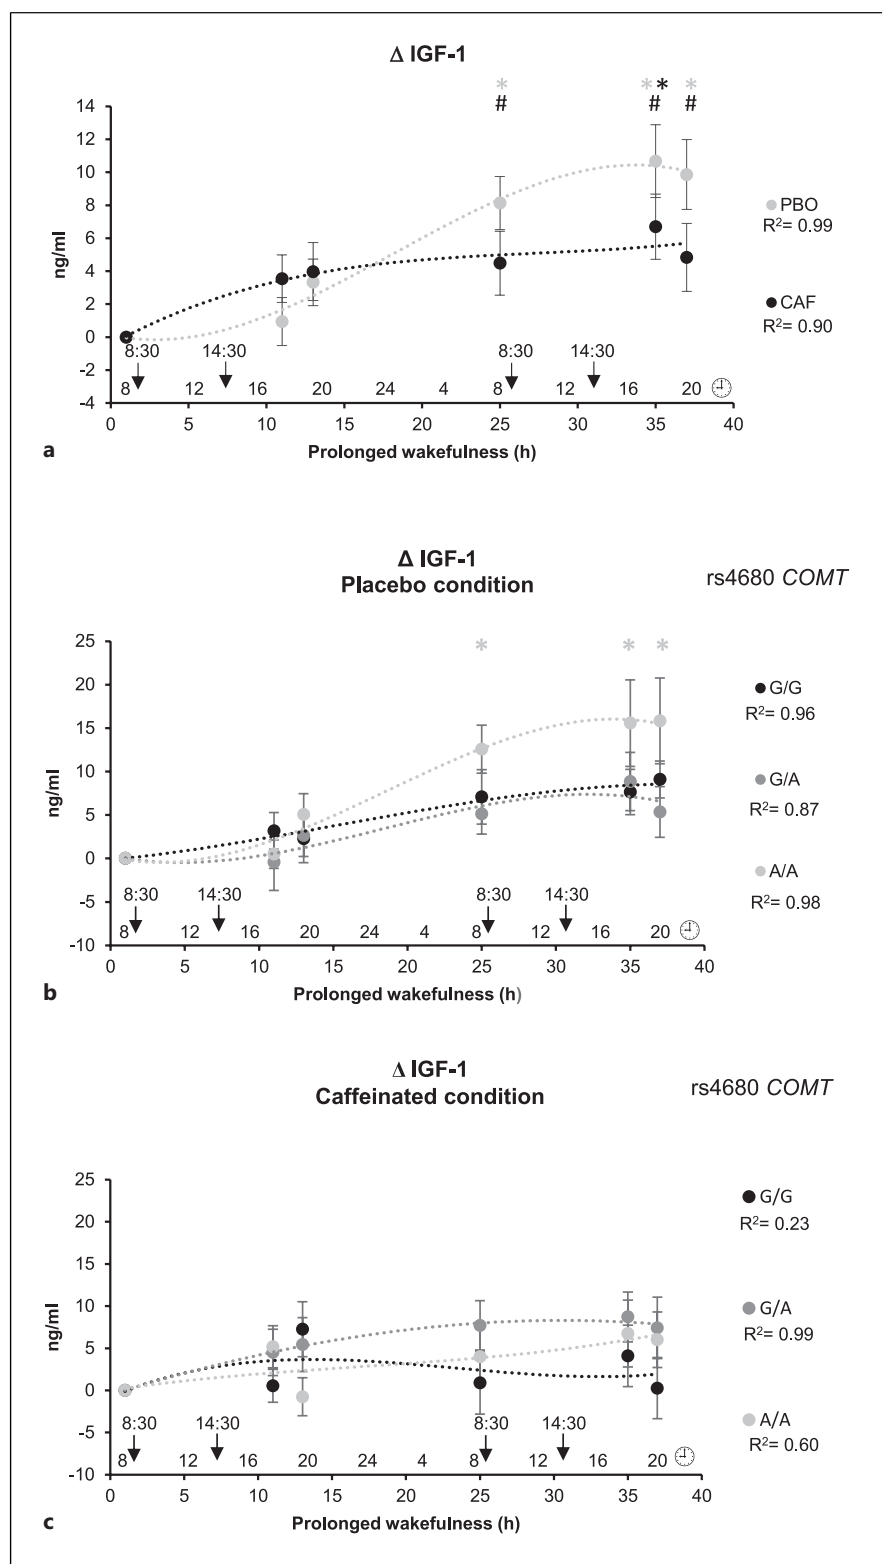 Δ IGF-1
* * * *
# # #
14
12
10
8
6
4
2
0
-2
-4
ng/ml
PBO
R²= 0.99
CAF
R²= 0.90
8:30 14:30 8:30 14:30
8 12 16 20 24 4 8 12 16 20
0 5 10 15 20 25 30 35 40
a Prolonged wakefulness (h)
Δ IGF-1
Placebo condition
rs4680 COMT
* * *
25
20
15
10
5
0
-5
-10
ng/ml
G/G
R²= 0.96
G/A
R²= 0.87
A/A
R²= 0.98
8:30 14:30 8:30 14:30
8 12 16 20 24 4 8 12 16 20
0 5 10 15 20 25 30 35 40
b Prolonged wakefulness (h)
Δ IGF-1
Caffeinated condition
rs4680 COMT
25
20
15
10
5
0
-5
-10
ng/ml
G/G
R²= 0.23
G/A
R²= 0.99
A/A
R²= 0.60
8:30 14:30 8:30 14:30
8 12 16 20 24 4 8 12 16 20
0 5 10 15 20 25 30 35 40
c Prolonged wakefulness (h)